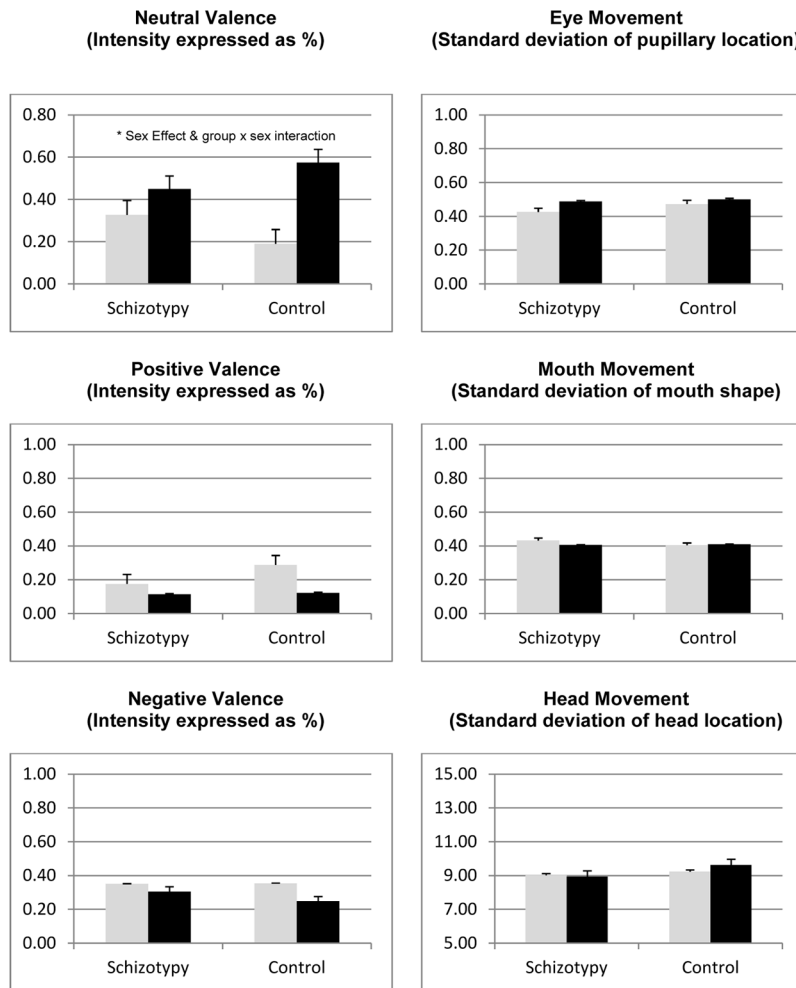 Neutral Valence
(Intensity expressed as %)
0.80
* Sex Effect & group x sex interaction
0.60
0.40
0.20
0.00
Schizotypy Control
Eye Movement
(Standard deviation of pupillary location)
1.00
0.80
0.60
0.40
0.20
0.00
Schizotypy Control
Positive Valence
(Intensity expressed as %)
1.00
0.80
0.60
0.40
0.20
0.00
Schizotypy Control
Mouth Movement
(Standard deviation of mouth shape)
1.00
0.80
0.60
0.40
0.20
0.00
Schizotypy Control
Negative Valence
(Intensity expressed as %)
1.00
0.80
0.60
0.40
0.20
0.00
Schizotypy Control
Head Movement
(Standard deviation of head location)
15.00
13.00
11.00
9.00
7.00
5.00
Schizotypy Control